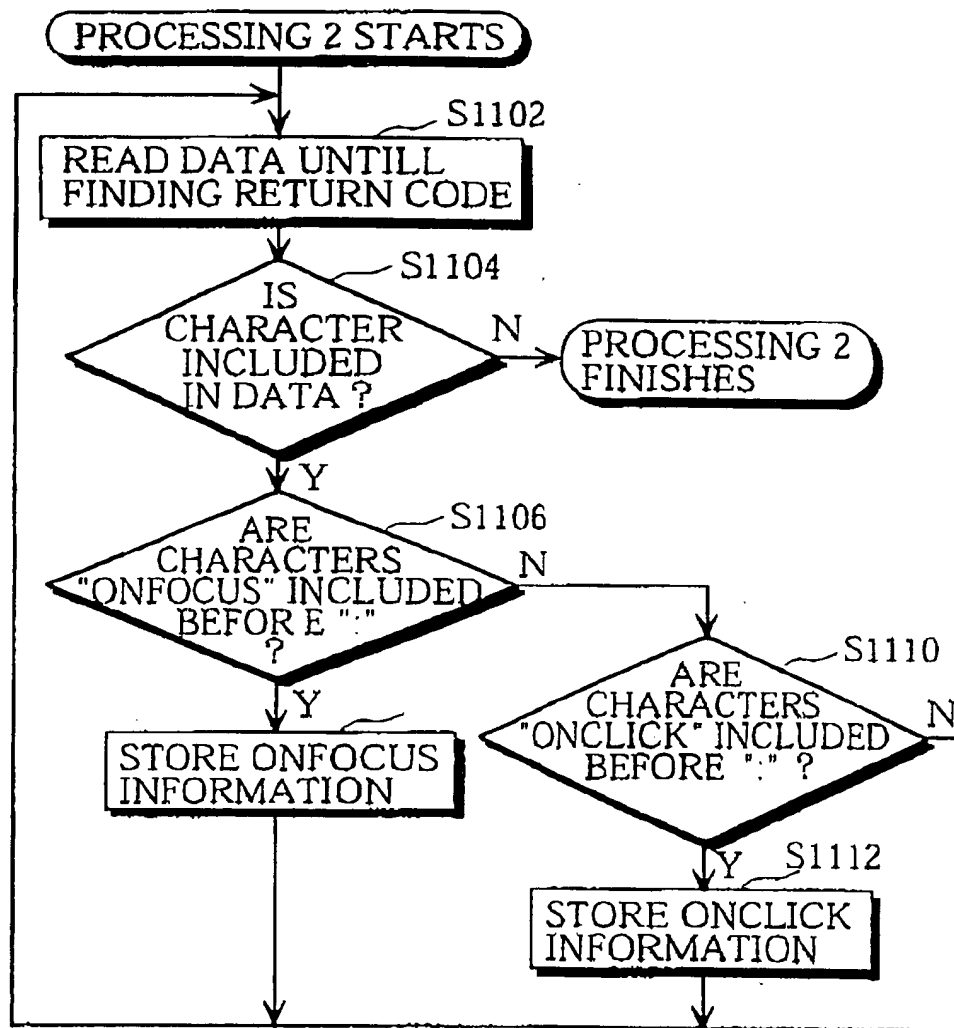 PROCESSING 2 STARTS
S1102
READ DATA UNTILL
FINDING RETURN CODE
S1104
IS
CHARACTER
INCLUDED
IN DATA ?
N
PROCESSING 2
FINISHES
Y
S1106
ARE
CHARACTERS
"ONFOCUS" INCLUDED
BEFORE ":"
?
N
Y
S1110
ARE
CHARACTERS
"ONCLICK" INCLUDED
BEFORE ":" ?
N
STORE ONFOCUS
INFORMATION
Y
S1112
STORE ONCLICK
INFORMATION